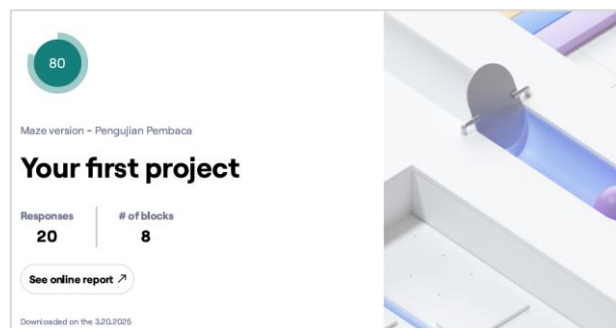 80
Maze version - Pengujian Pembaca
Your first project
Responses
# of blocks
20
8
See online report ↗
Downloaded on the 3.20.2025